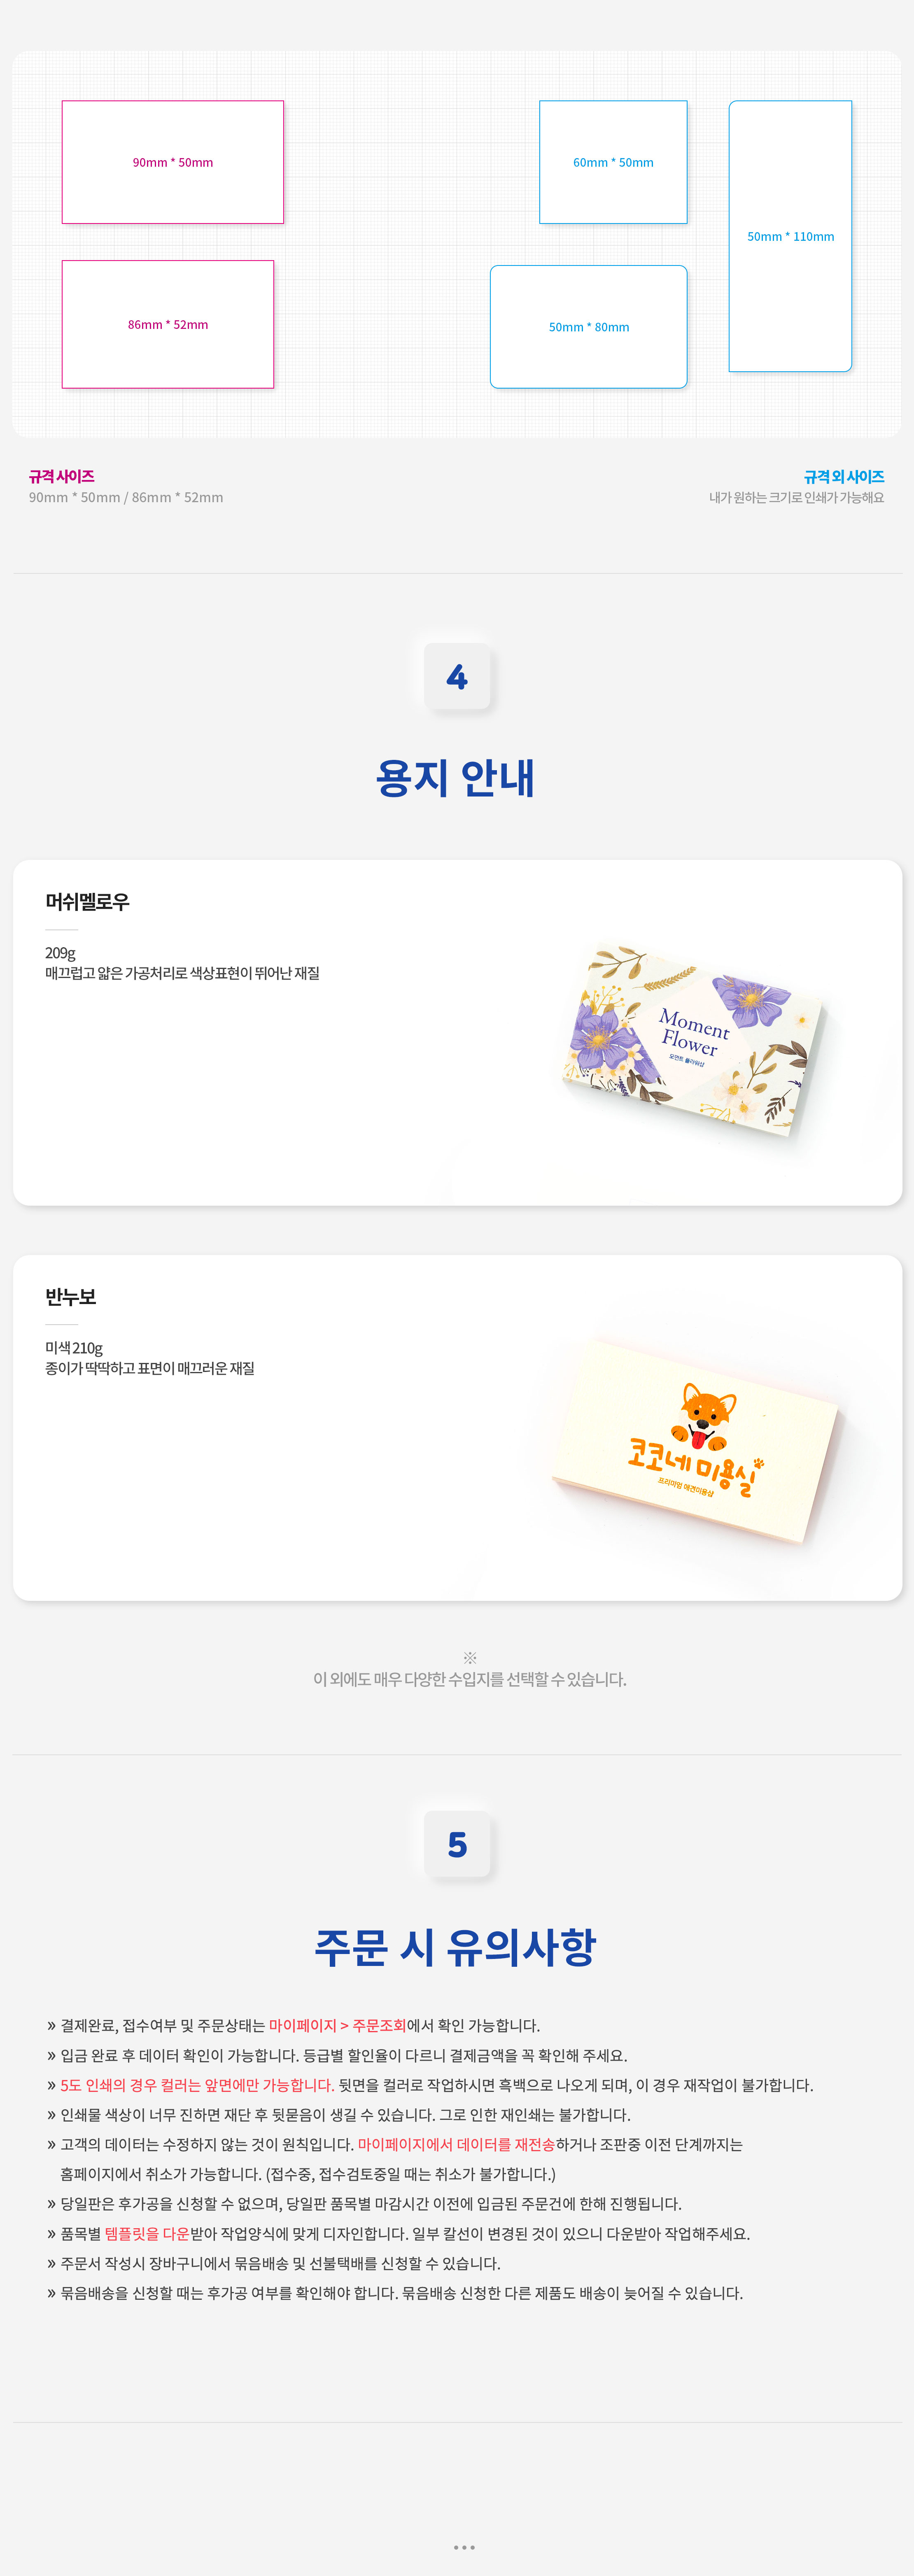 90mm * 50mm
60mm * 50mm
50mm * 110mm
86mm * 52mm
50mm * 80mm
규격 사이즈
90mm * 50mm / 86mm * 52mm
규격 외 사이즈
내가 원하는 크기로 인쇄가 가능해요
4
용지 안내
머쉬멜로우
209g
매끄럽고 얇은 가공처리로 색상표현이 뛰어난 재질
Moment
Flower
모먼트 플라워샵
반누보
미색 210g
종이가 딱딱하고 표면이 매끄러운 재질
코코네 미용실
프리미엄 애견미용샵
※
이 외에도 매우 다양한 수입지를 선택할 수 있습니다.
5
주문 시 유의사항
» 결제완료, 접수여부 및 주문상태는 마이페이지 > 주문조회에서 확인 가능합니다.
» 입금 완료 후 데이터 확인이 가능합니다. 등급별 할인율이 다르니 결제금액을 꼭 확인해 주세요.
» 5도 인쇄의 경우 컬러는 앞면에만 가능합니다. 뒷면을 컬러로 작업하시면 흑백으로 나오게 되며, 이 경우 재작업이 불가합니다.
» 인쇄물 색상이 너무 진하면 재단 후 뒷묻음이 생길 수 있습니다. 그로 인한 재인쇄는 불가합니다.
» 고객의 데이터는 수정하지 않는 것이 원칙입니다. 마이페이지에서 데이터를 재전송하거나 조판중 이전 단계까지는
홈페이지에서 취소가 가능합니다. (접수중, 접수검토중일 때는 취소가 불가합니다.)
» 당일판은 후가공을 신청할 수 없으며, 당일판 품목별 마감시간 이전에 입금된 주문건에 한해 진행됩니다.
» 품목별 템플릿을 다운받아 작업양식에 맞게 디자인합니다. 일부 칼선이 변경된 것이 있으니 다운받아 작업해주세요.
» 주문서 작성시 장바구니에서 묶음배송 및 선불택배를 신청할 수 있습니다.
» 묶음배송을 신청할 때는 후가공 여부를 확인해야 합니다. 묶음배송 신청한 다른 제품도 배송이 늦어질 수 있습니다.